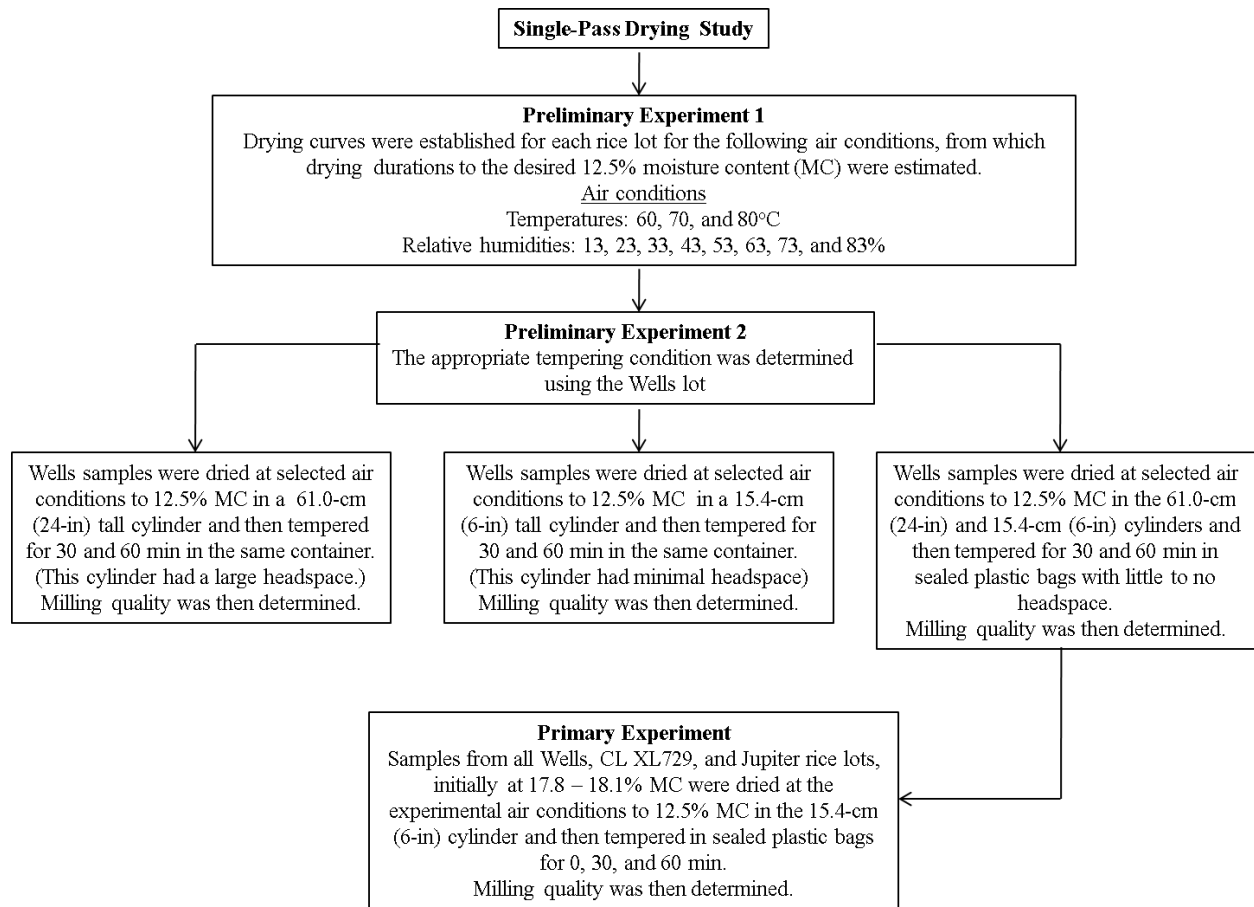 Single-Pass Drying Study
Preliminary Experiment 1
Drying curves were established for each rice lot for the following air conditions, from which
drying durations to the desired 12.5% moisture content (MC) were estimated.
Air conditions
Temperatures: 60, 70, and 80°C
Relative humidities: 13, 23, 33, 43, 53, 63, 73, and 83%
Preliminary Experiment 2
The appropriate tempering condition was determined
using the Wells lot
Wells samples were dried at selected air
conditions to 12.5% MC in a 61.0-cm
(24-in) tall cylinder and then tempered
for 30 and 60 min in the same container.
(This cylinder had a large headspace.)
Milling quality was then determined.
Wells samples were dried at selected air
conditions to 12.5% MC in a 15.4-cm
(6-in) tall cylinder and then tempered for
30 and 60 min in the same container.
(This cylinder had minimal headspace)
Milling quality was then determined.
Wells samples were dried at selected air
conditions to 12.5% MC in the 61.0-cm
(24-in) and 15.4-cm (6-in) cylinders and
then tempered for 30 and 60 min in
sealed plastic bags with little to no
headspace.
Milling quality was then determined.
Primary Experiment
Samples from all Wells, CL XL729, and Jupiter rice lots,
initially at 17.8 – 18.1% MC were dried at the
experimental air conditions to 12.5% MC in the 15.4-cm
(6-in) cylinder and then tempered in sealed plastic bags
for 0, 30, and 60 min.
Milling quality was then determined.